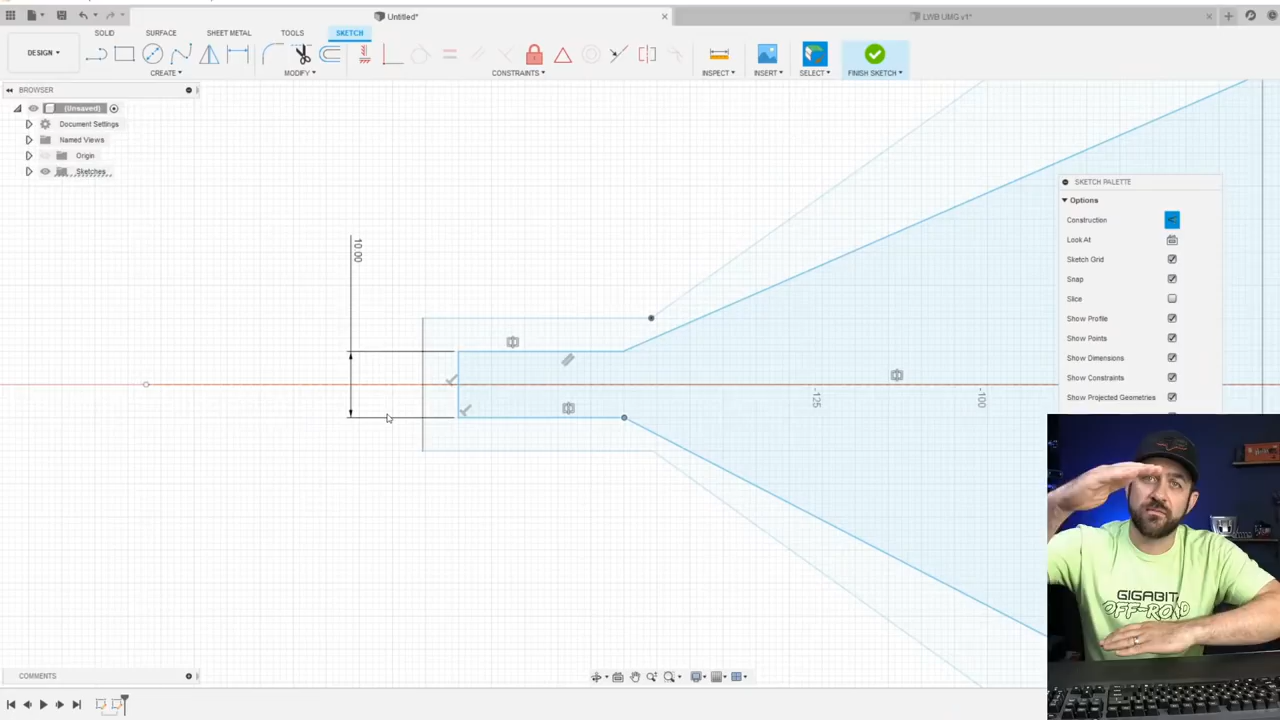 Untitled*
LWB UMG v1*
DESIGN
SOLID
SURFACE
SHEET METAL
TOOLS
SKETCH
CREATE
MODIFY
CONSTRAINTS
INSPECT
INSERT
SELECT
FINISH SKETCH
BROWSER
(Unsaved)
Document Settings
Named Views
Origin
Sketches
10.00
-125
-100
SKETCH PALETTE
Options
Construction
Look At
Sketch Grid
Snap
Slice
Show Profile
Show Points
Show Dimensions
Show Constraints
Show Projected Geometries
GIGABIT
OFF-ROAD
COMMENTS